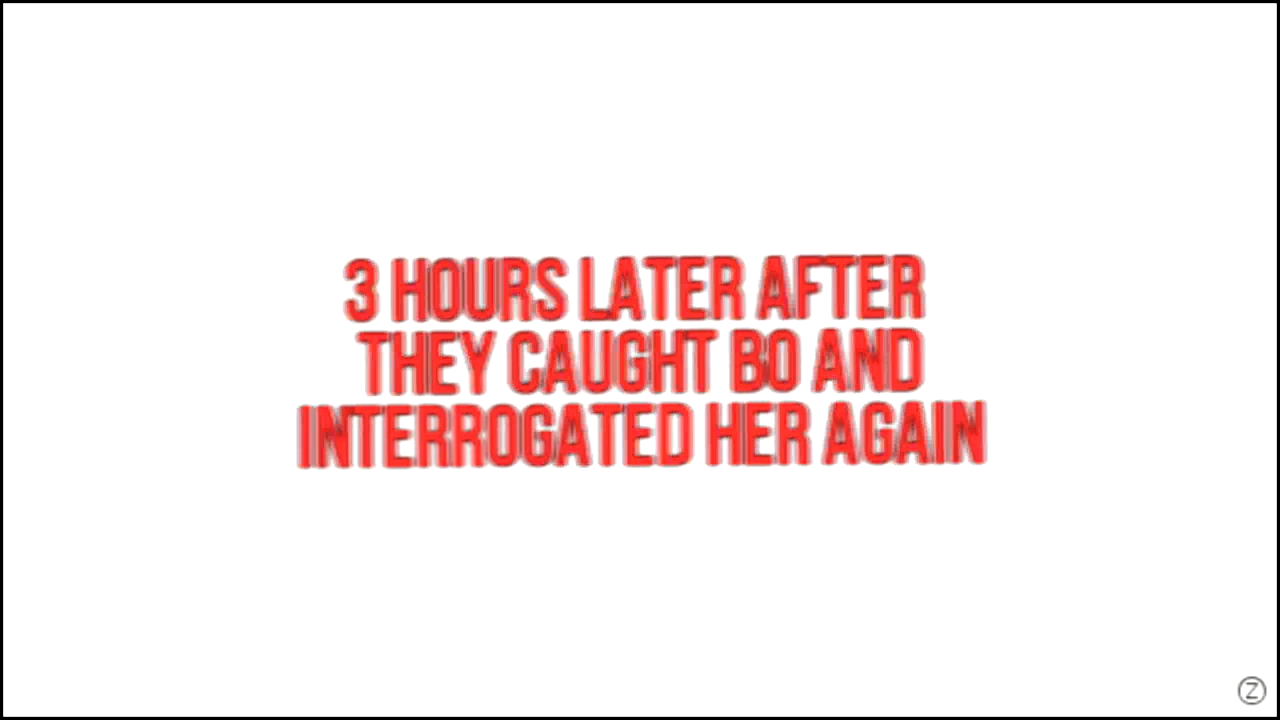 3 HOURS LATER AFTER
THEY CAUGHT BO AND
INTERROGATED HER AGAIN
Z